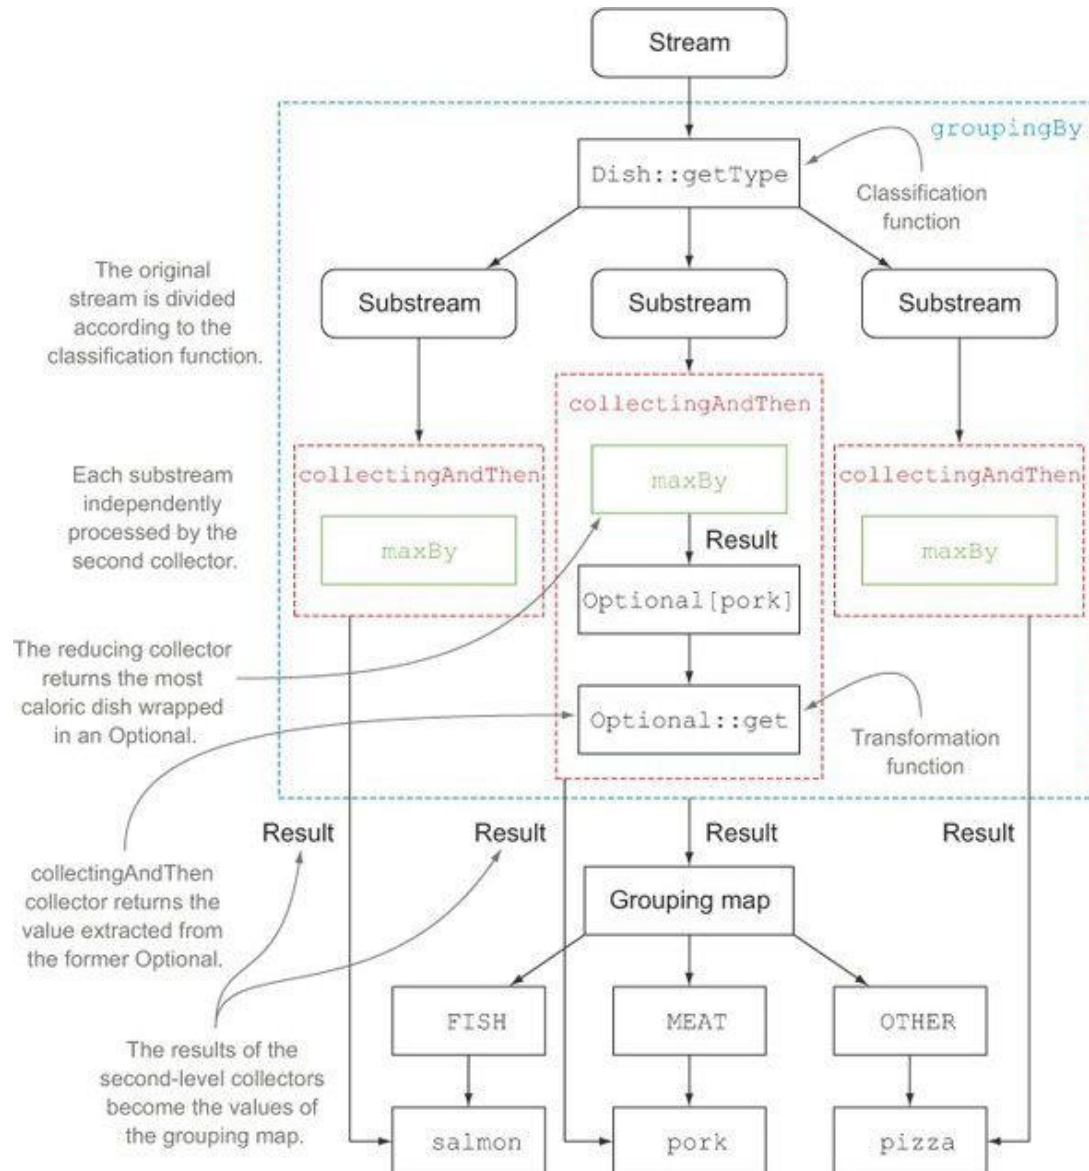 Stream
groupingBy
Dish::getType
Classification
function
The original
stream is divided
according to the
classification function.
Substream
Substream
Substream
collectingAndThen
maxBy
Result
Optional[pork]
Optional::get
Each substream
independently
processed by the
second collector.
collectingAndThen
maxBy
collectingAndThen
maxBy
The reducing collector
returns the most
caloric dish wrapped
in an Optional.
Transformation
function
Result
Result
Result
Result
collectingAndThen
collector returns the
value extracted from
the former Optional.
Grouping map
FISH
MEAT
OTHER
The results of the
second-level collectors
become the values of
the grouping map.
salmon
pork
pizza